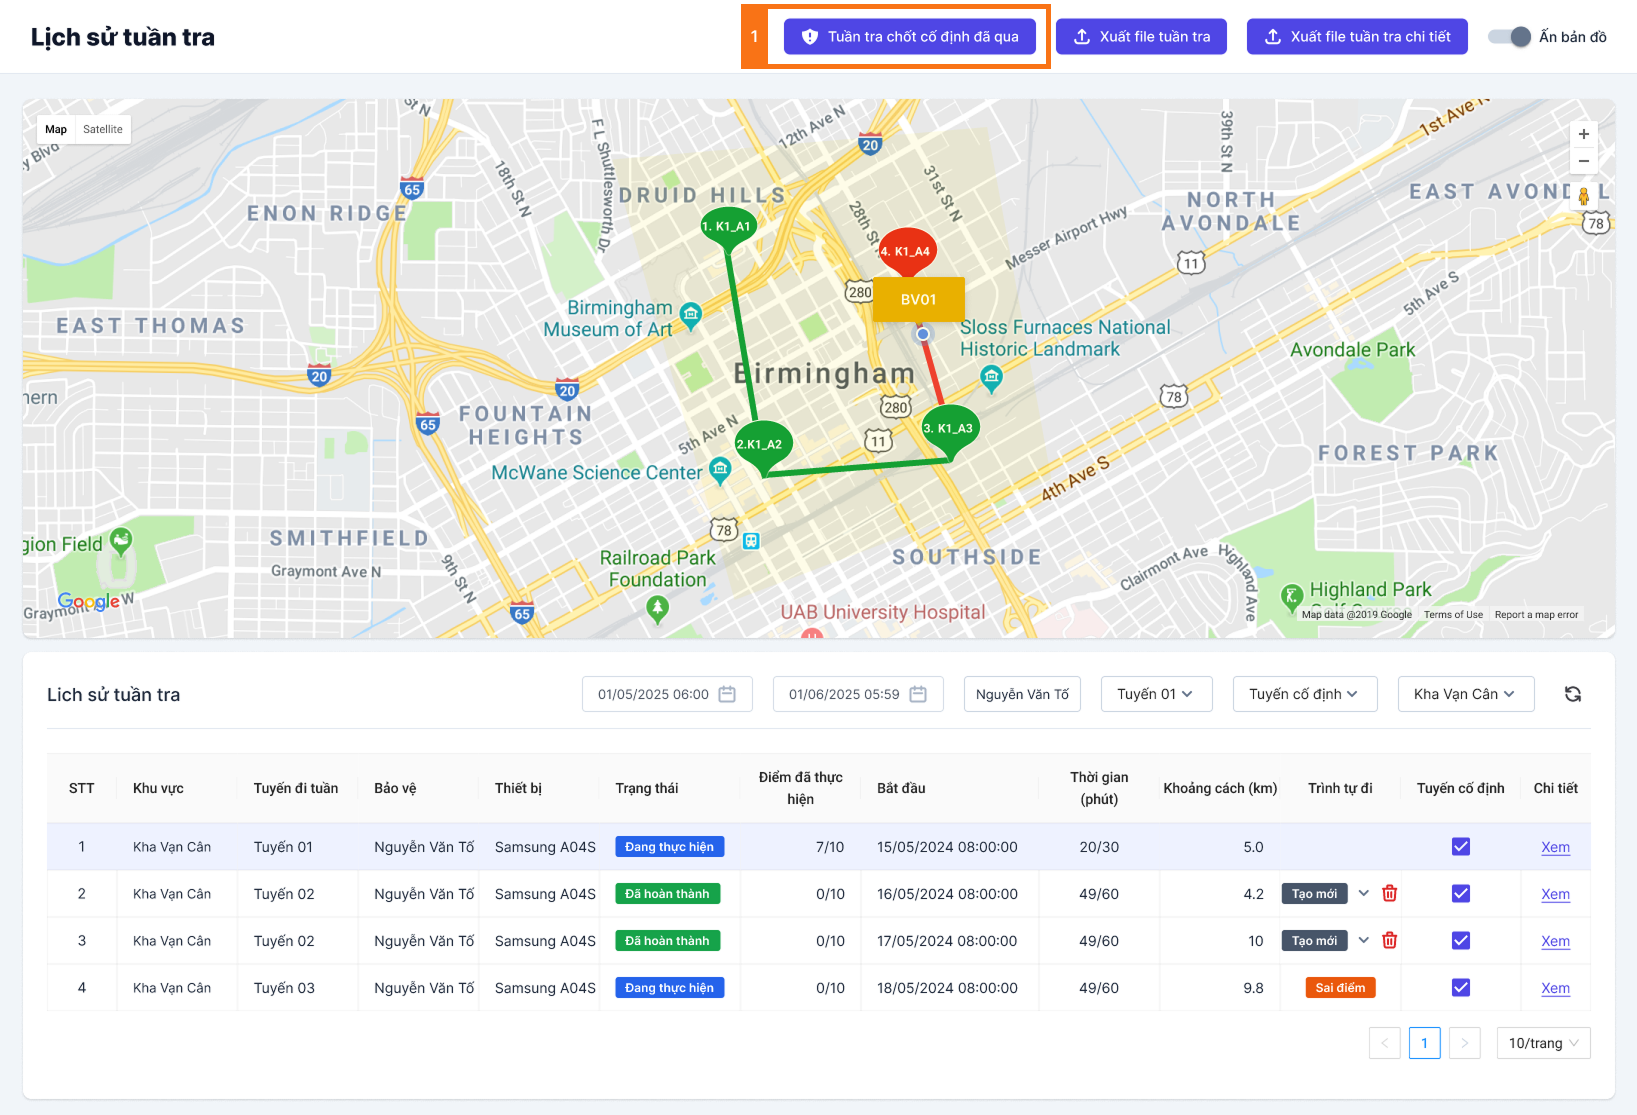 Lịch sử tuần tra
1
Tuần tra chốt cố định đã qua
Xuất file tuần tra
Xuất file tuần tra chi tiết
Ẩn bản đồ
Map
Satellite
12th Ave N
39th St N
1st Ave N
F L Shuttlesworth Dr
18th St N
31st St N
28th St
20
65
DRUID HILLS
ENON RIDGE
NORTH
AVONDALE
EAST AVONDAL
78
1. K1_A1
4. K1_A4
Messer Airport Hwy
11
280
BV01
5th Ave S
Birmingham
Museum of Art
EAST THOMAS
Sloss Furnaces National
Historic Landmark
Avondale Park
20
Birmingham
20
78
hern
280
65
FOUNTAIN
HEIGHTS
5th Ave N
2.K1_A2
11
3. K1_A3
FOREST PARK
McWane Science Center
4th Ave S
78
SMITHFIELD
gion Field
Graymont Ave N
9th St N
Railroad Park
Foundation
SOUTHSIDE
Clairmont Ave
Highland Ave
Highland Park
Google
Graymont
W
65
UAB University Hospital
Map data @2019 Google
Terms of Use
Report a map error
Lich sử tuần tra
01/05/2025 06:00
01/06/2025 05:59
Nguyễn Văn Tố
Tuyến 01
Tuyến cố định
Kha Vạn Cân
STT Khu vực Tuyến đi tuần Bảo vệ Thiết bị Trạng thái Điểm đã thực hiện Bắt đầu Thời gian (phút) Khoảng cách (km) Trình tự đi Tuyến cố định Chi tiết
1 Kha Vạn Cân Tuyến 01 Nguyễn Văn Tố Samsung A04S Đang thực hiện 7/10 15/05/2024 08:00:00 20/30 5.0 Xem
2 Kha Vạn Cân Tuyến 02 Nguyễn Văn Tố Samsung A04S Đã hoàn thành 0/10 16/05/2024 08:00:00 49/60 4.2 Tạo mới Xem
3 Kha Vạn Cân Tuyến 02 Nguyễn Văn Tố Samsung A04S Đã hoàn thành 0/10 17/05/2024 08:00:00 49/60 10 Tạo mới Xem
4 Kha Vạn Cân Tuyến 03 Nguyễn Văn Tố Samsung A04S Đang thực hiện 0/10 18/05/2024 08:00:00 49/60 9.8 Sai điểm Xem
1
10/trang